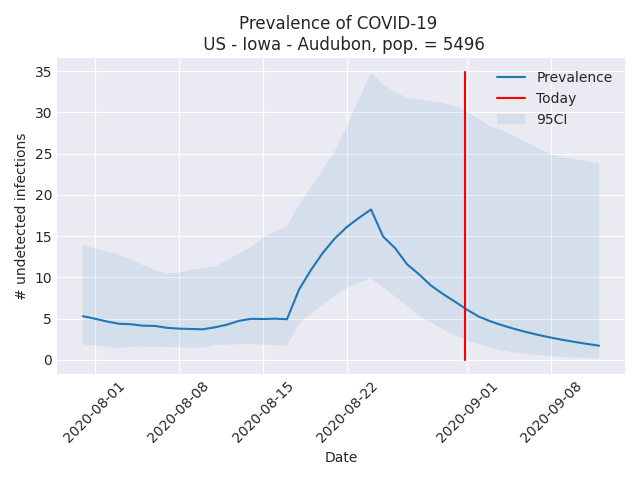 Prevalence of COVID-19
US - Iowa - Audubon, pop. = 5496
Prevalence
Today
95CI
# undetected infections
35
30
25
20
15
10
5
0
2020-08-01
2020-08-08
2020-08-15
2020-08-22
2020-09-01
2020-09-08
Date